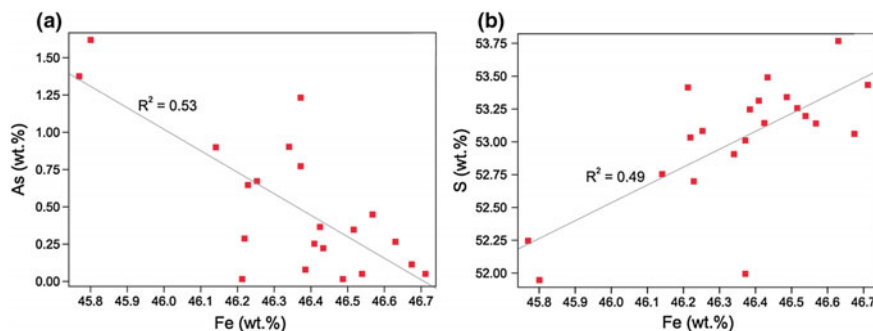 (a)
As (wt.%)
1.50
1.25
1.00
0.75
0.50
0.25
0.00
R² = 0.53
45.8 45.9 46.0 46.1 46.2 46.3 46.4 46.5 46.6 46.7
Fe (wt.%)
(b)
S (wt.%)
53.75
53.50
53.25
53.00
52.75
52.50
52.25
52.00
R² = 0.49
45.8 45.9 46.0 46.1 46.2 46.3 46.4 46.5 46.6 46.7
Fe (wt.%)